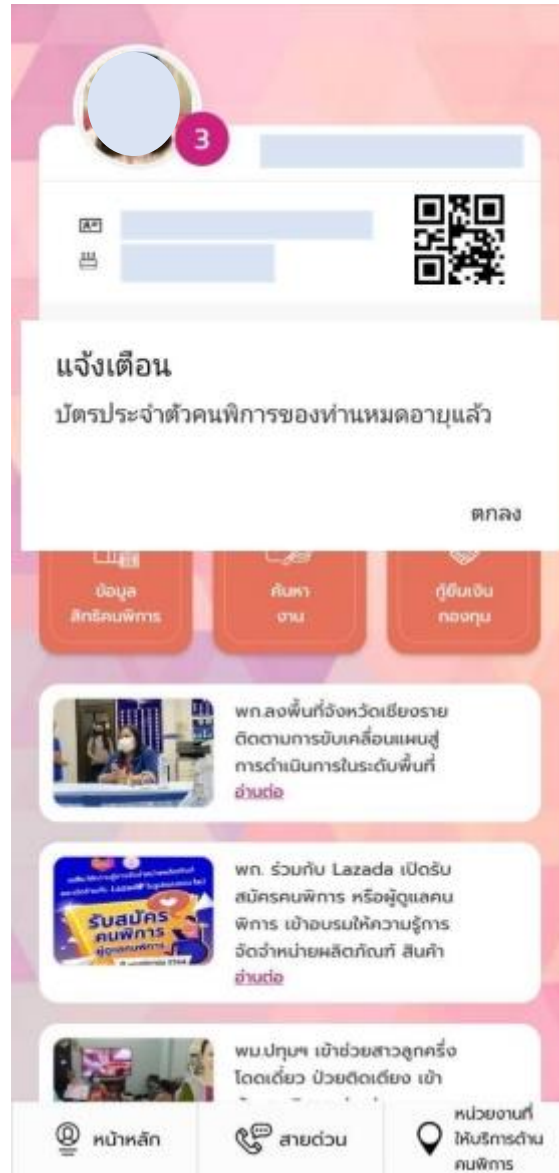 3
แจ้งเตือน
บัตรประจำตัวคนพิการของท่านหมดอายุแล้ว
ตกลง
ข้อมูล
สิทธิคนพิการ
ค้นหา
งาน
กู้ยืมเงิน
กองทุน
พก.ลงพื้นที่จังหวัดเชียงราย
ติดตามการขับเคลื่อนแผนสู่
การดำเนินการในระดับพื้นที่
อ่านต่อ
รับสมัคร
คนพิการ
ผู้ดูแลคนพิการ
พก. ร่วมกับ Lazada เปิดรับ
สมัครคนพิการ หรือผู้ดูแลคน
พิการ เข้าอบรมให้ความรู้การ
จัดจำหน่ายผลิตภัณฑ์ สินค้า
อ่านต่อ
พม.ปทุมฯ เข้าช่วยสาวลูกครึ่ง
โดดเดี่ยว ป่วยติดเตียง เข้า
หน้าหลัก
สายด่วน
หน่วยงานที่
ให้บริการด้าน
คนพิการ